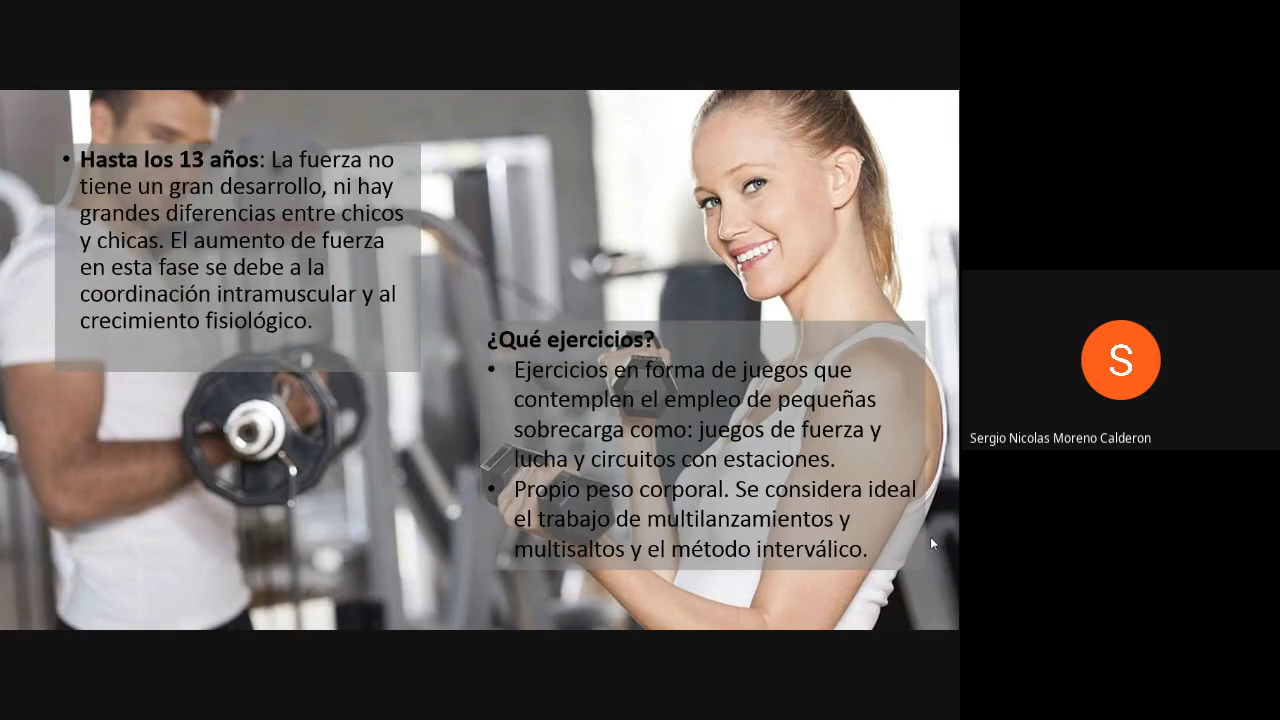 • Hasta los 13 años: La fuerza no
tiene un gran desarrollo, ni hay
grandes diferencias entre chicos
y chicas. El aumento de fuerza
en esta fase se debe a la
coordinación intramuscular y al
crecimiento fisiológico.
¿Qué ejercicios?
• Ejercicios en forma de juegos que
contemplen el empleo de pequeñas
sobrecarga como: juegos de fuerza y
lucha y circuitos con estaciones.
• Propio peso corporal. Se considera ideal
el trabajo de multilanzamientos y
multisaltos y el método interválico.
S
Sergio Nicolas Moreno Calderon